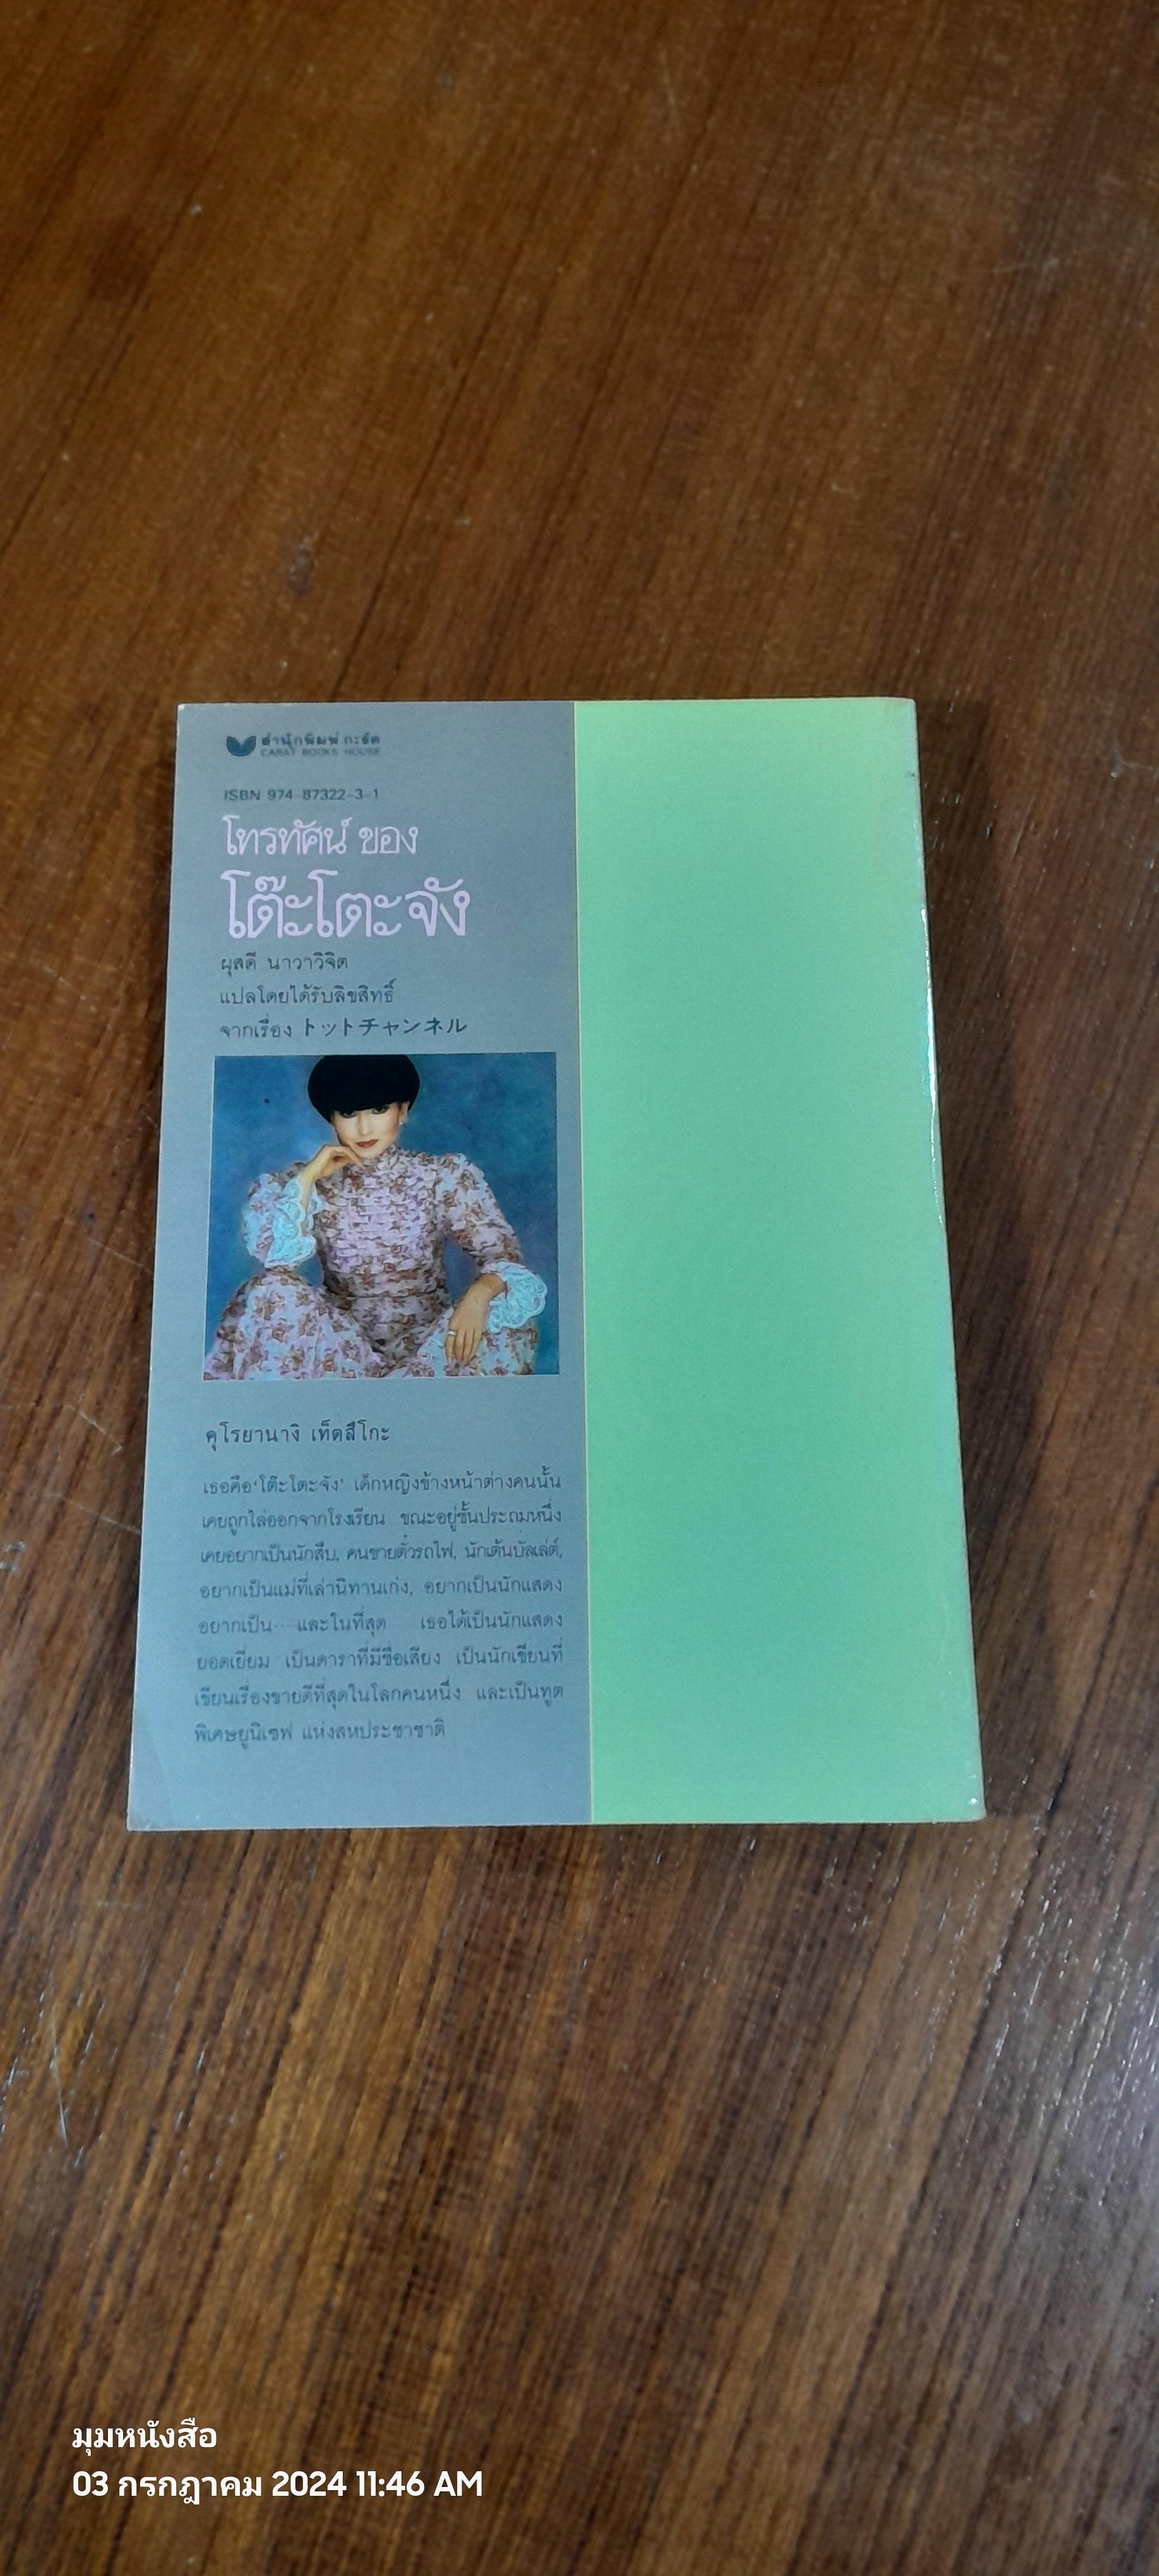 สำนักพิมพ์ กะรัต
CARAT BOOKS HOUSE
ISBN 974-87322-3-1
โทรทัศน์ ของ
โต๊ะโตะจัง
ผุสดี นาวาวิจิต
แปลโดยได้รับลิขสิทธิ์
จากเรื่อง トットチャンネル
คุโรยานางิ เท็ตสึโกะ
เธอคือ‘โต๊ะโตะจัง’ เด็กหญิงข้างหน้าต่างคนนั้น
เคยถูกไล่ออกจากโรงเรียน ขณะอยู่ชั้นประถมหนึ่ง
เคยอยากเป็นนักสืบ, คนขายตั๋วรถไฟ, นักเต้นบัลเล่ต์,
อยากเป็นแม่ที่เล่านิทานเก่ง, อยากเป็นนักแสดง
อยากเป็น.....และในที่สุด เธอได้เป็นนักแสดง
ยอดเยี่ยม เป็นดาราที่มีชื่อเสียง เป็นนักเขียนที่
เขียนเรื่องขายดีที่สุดในโลกคนหนึ่ง และเป็นทูต
พิเศษยูนิเซฟ แห่งสหประชาชาติ
มุมหนังสือ
03 กรกฎาคม 2024 11:46 AM